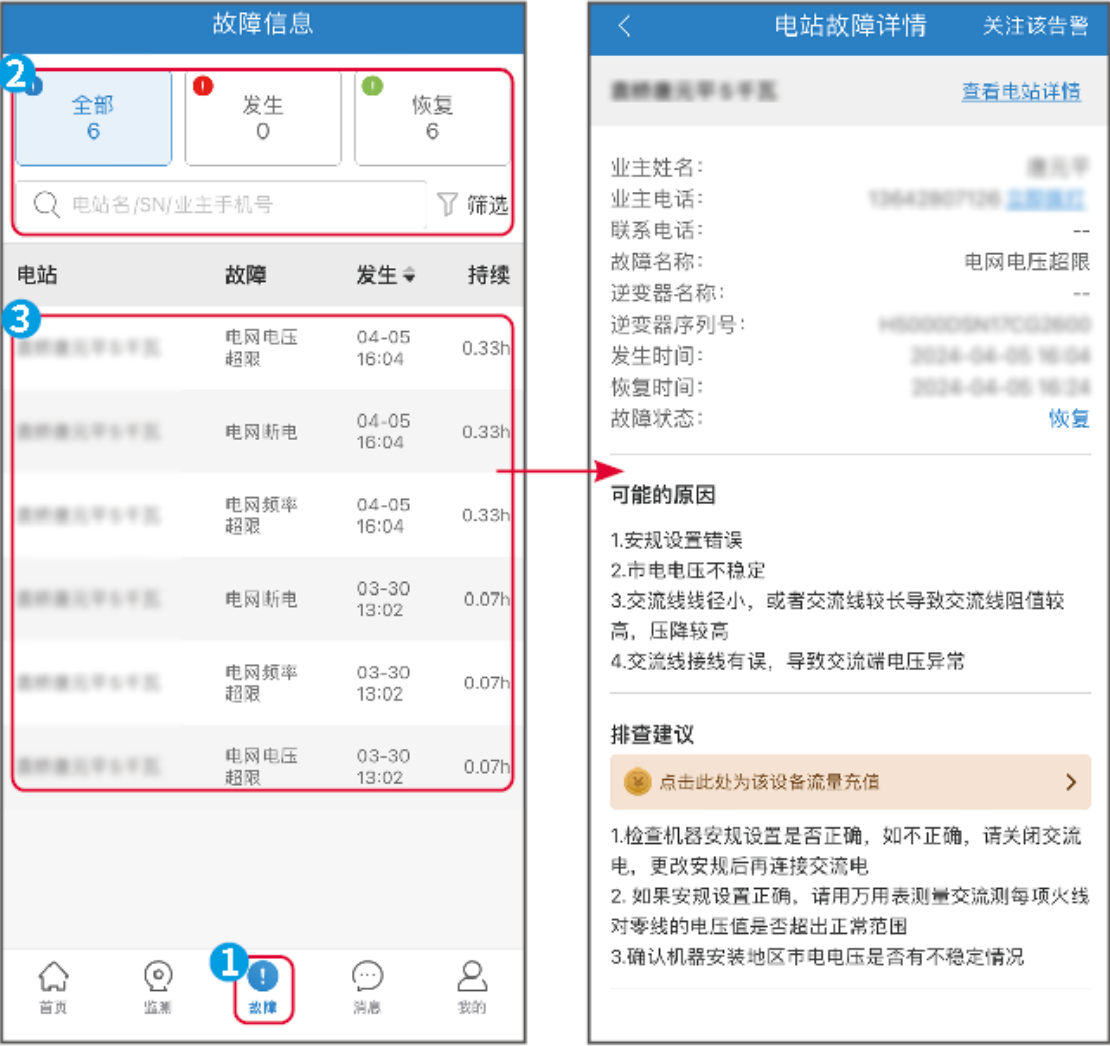 故障信息
2
全部
6
发生
0
恢复
6
电站名/SN/业主手机号
筛选
电站 故障 发生 持续
3
电网电压
超限
04-05
16:04
0.33h
电网断电
04-05
16:04
0.33h
电网频率
超限
04-05
16:04
0.33h
电网断电
03-30
13:02
0.07h
电网频率
超限
03-30
13:02
0.07h
电网电压
超限
03-30
13:02
0.07h
1
首页 监测 故障 消息 我的
电站故障详情 关注该告警
查看电站详情
业主姓名：
业主电话：
联系电话： --
故障名称： 电网电压超限
逆变器名称： --
逆变器序列号：
发生时间： 2024-04-05 16:04
恢复时间： 2024-04-05 16:24
故障状态： 恢复
可能的原因
1.安规设置错误
2.市电电压不稳定
3.交流线线径小，或者交流线较长导致交流线阻值较
高，压降较高
4.交流线接线有误，导致交流端电压异常
排查建议
点击此处为该设备流量充值
1.检查机器安规设置是否正确，如不正确，请关闭交流
电，更改安规后再连接交流电
2. 如果安规设置正确，请用万用表测量交流测每项火线
对零线的电压值是否超出正常范围
3.确认机器安装地区市电电压是否有不稳定情况